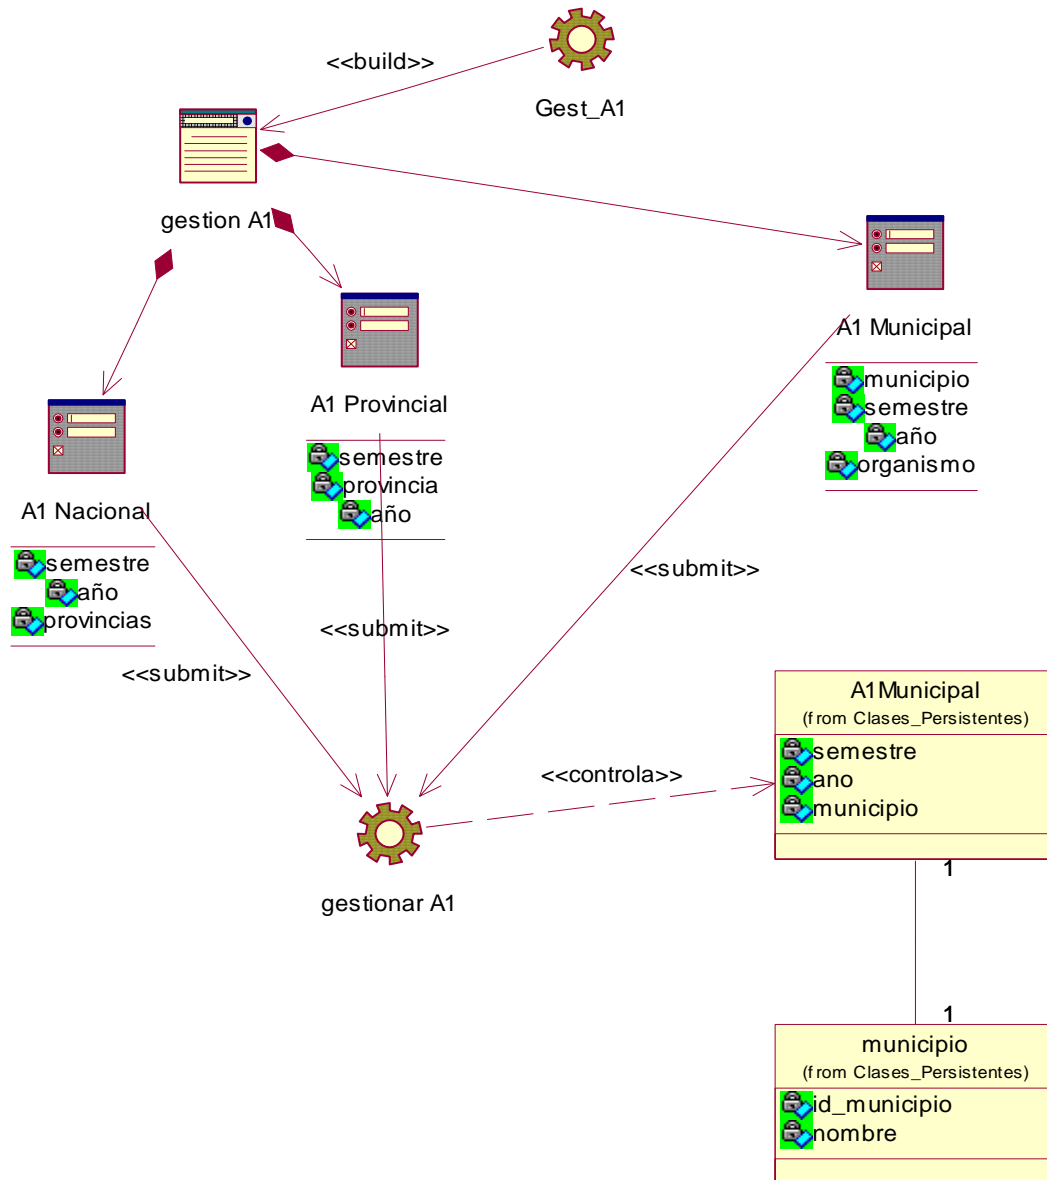 <<build>>
Gest_A1
gestion A1
A1 Municipal
municipio
semestre
año
organismo
A1 Provincial
semestre
provincia
año
A1 Nacional
semestre
año
provincias
<<submit>>
<<submit>>
<<submit>>
<<controla>>
gestionar A1
A1Municipal
(from Clases_Persistentes)
semestre
ano
municipio
1
1
municipio
(from Clases_Persistentes)
id_municipio
nombre